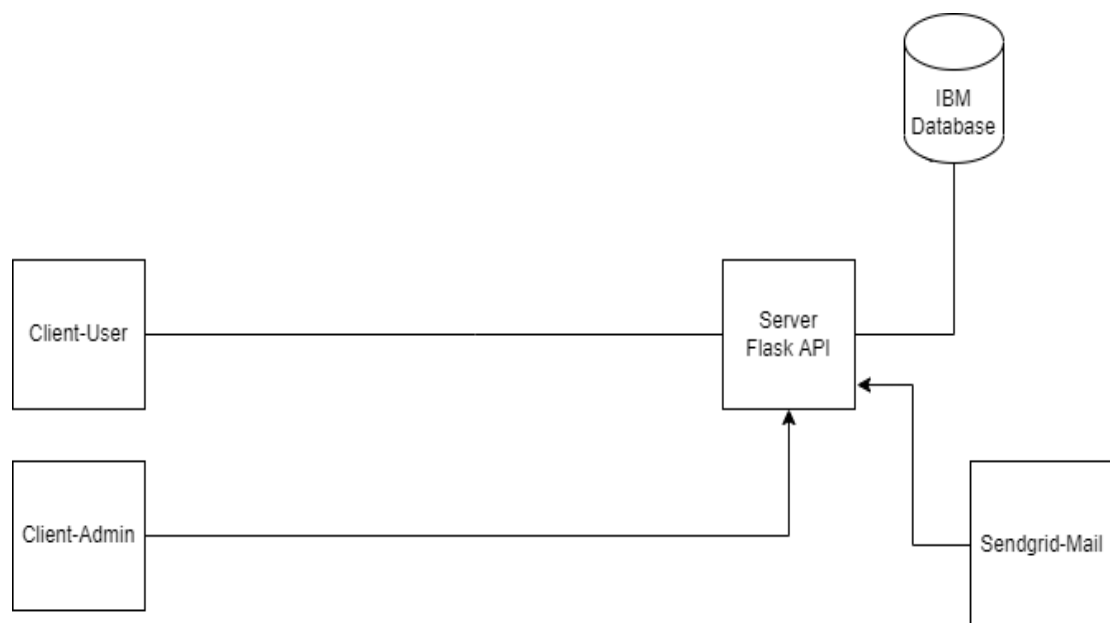 IBM
Database
Client-User
Server
Flask API
Client-Admin
Sendgrid-Mail